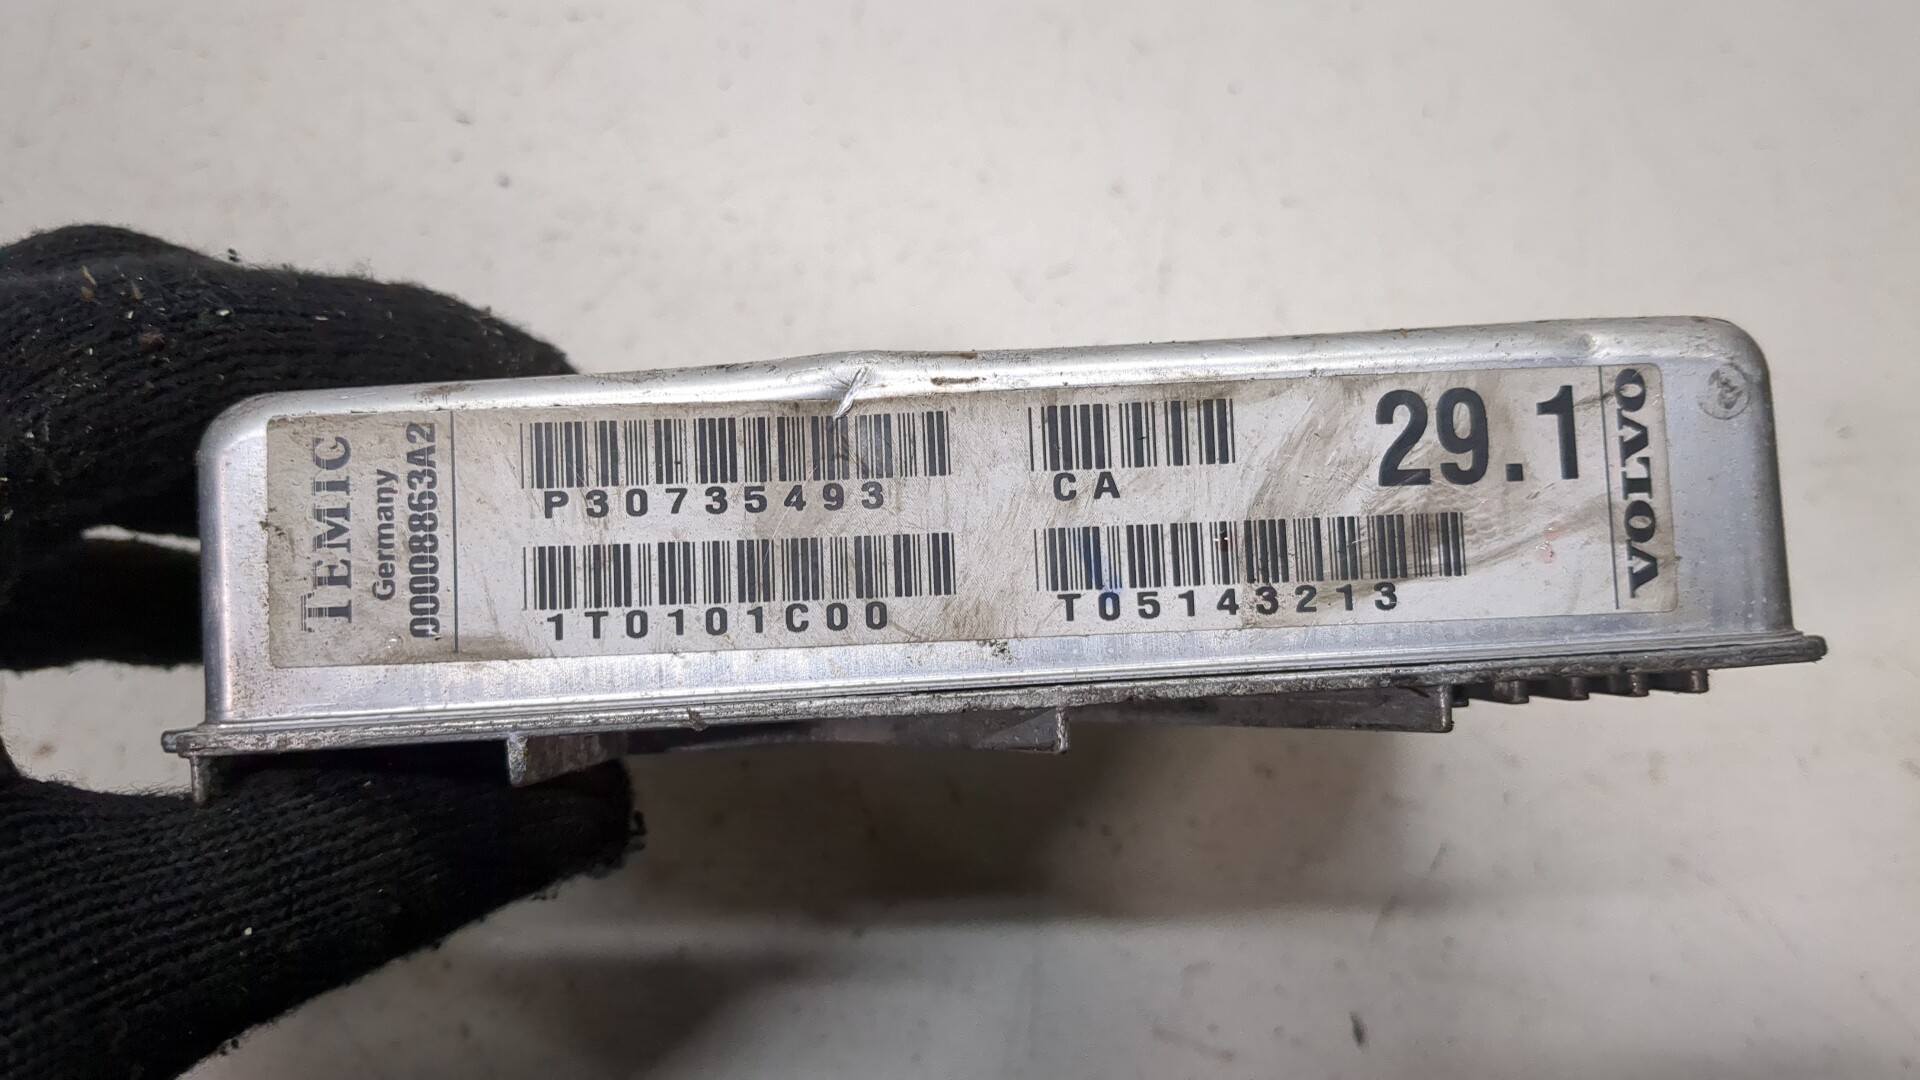 TEMIC
Germany
00008863A2
P30735493
CA
29.1
1T0101C00
T05143213
VOLVO